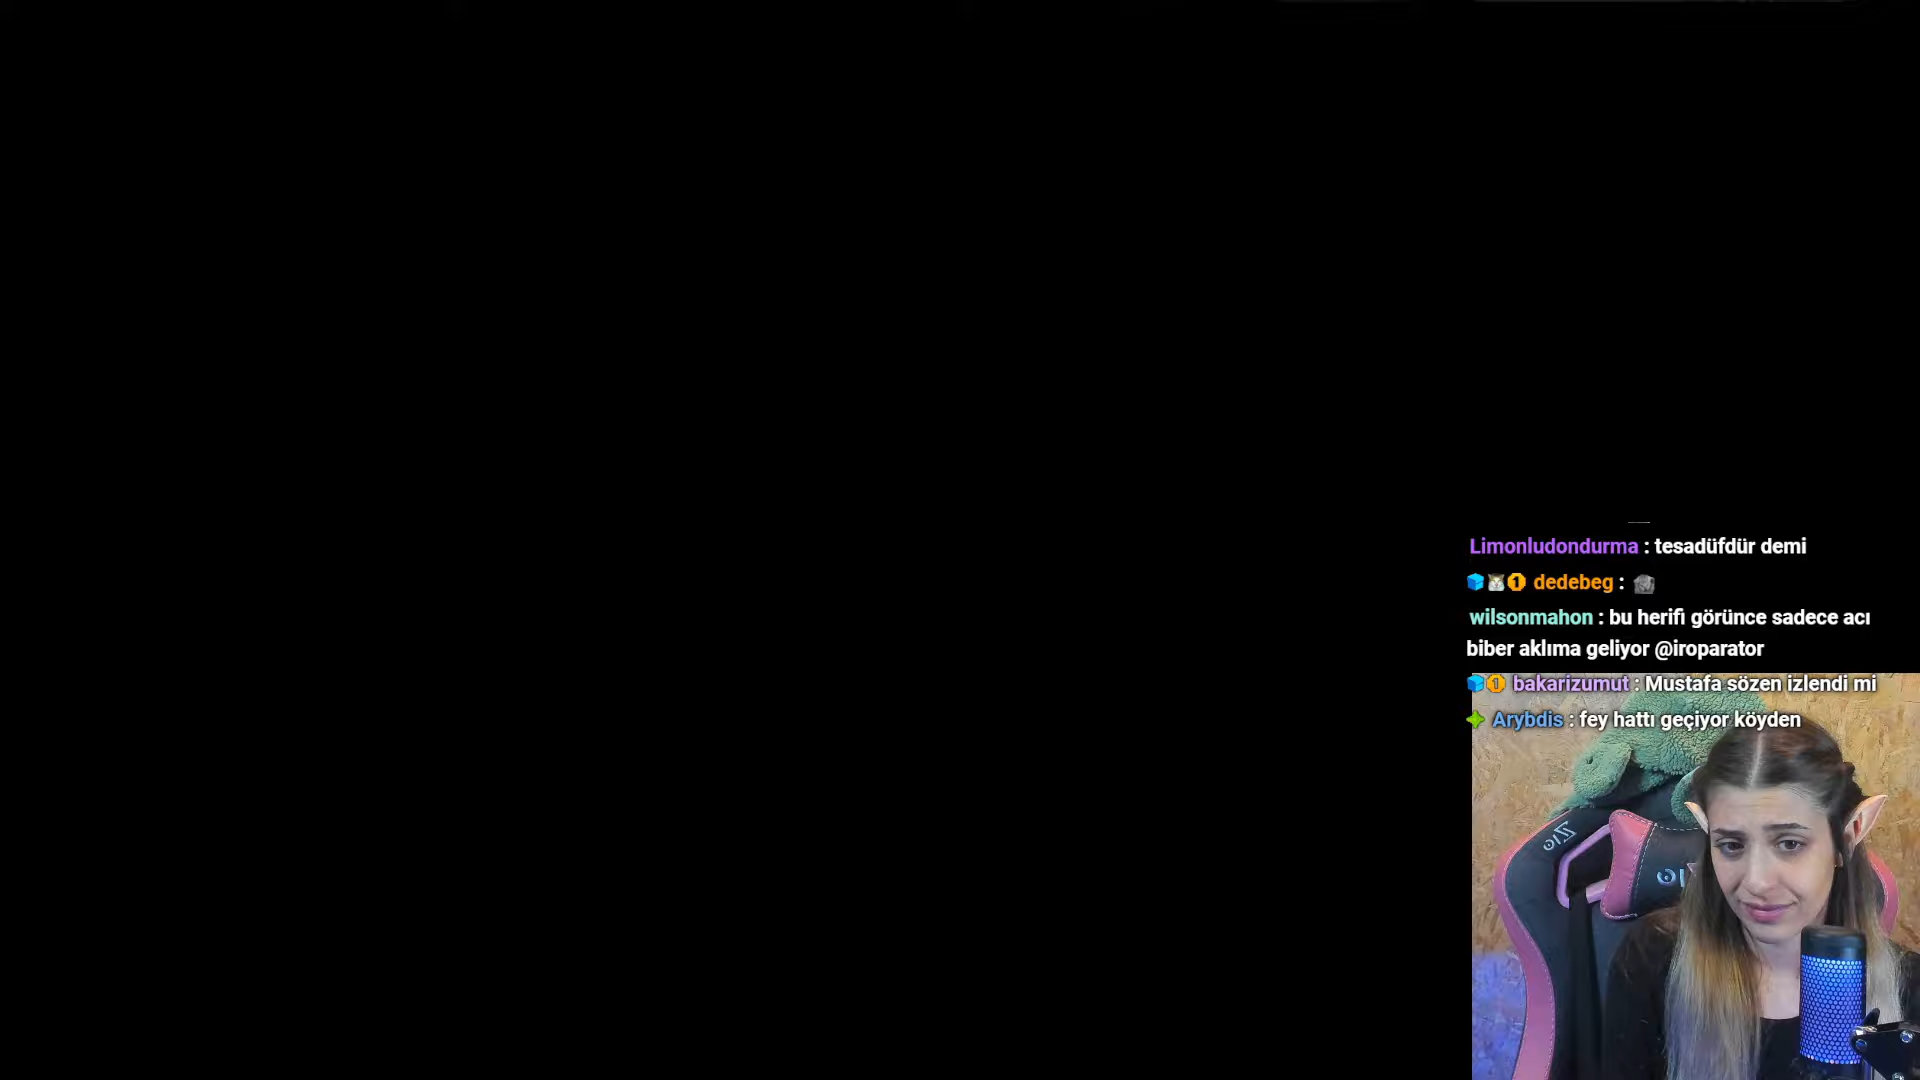 Limonludondurma : tesadüfdür demi
dedebeg :
wilsonmahon : bu herifi görünce sadece acı
biber aklıma geliyor @iroparator
bakarizumut : Mustafa sözen izlendi mi
Arybdis : fey hattı geçiyor köyden